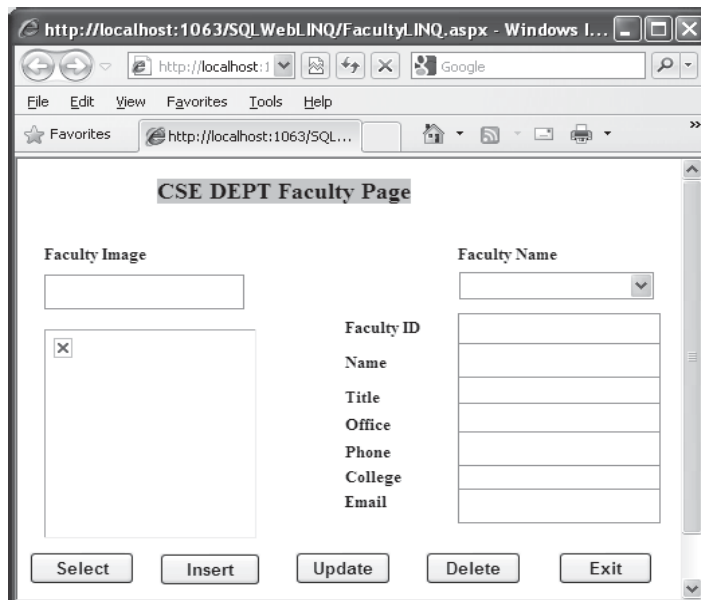 http://localhost:1063/SQLWebLINQ/FacultyLINQ.aspx - Windows I...
http://localhost:1
Google
File Edit View Favorites Tools Help
Favorites
http://localhost:1063/SQL...
»
CSE DEPT Faculty Page
Faculty Image
Faculty Name
Faculty ID
Name
Title
Office
Phone
College
Email
Select Insert Update Delete Exit